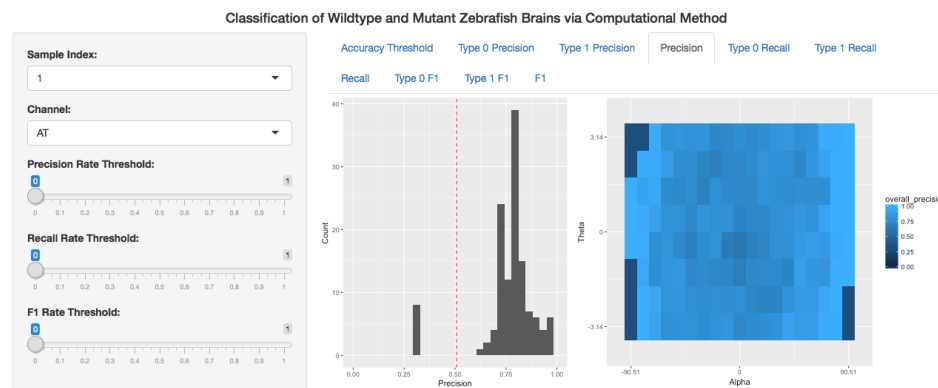 Classification of Wildtype and Mutant Zebrafish Brains via Computational Method
Sample Index:
1
Channel:
AT
Precision Rate Threshold:
0 1
0 0.1 0.2 0.3 0.4 0.5 0.6 0.7 0.8 0.9 1
Recall Rate Threshold:
0 1
0 0.1 0.2 0.3 0.4 0.5 0.6 0.7 0.8 0.9 1
F1 Rate Threshold:
0 1
0 0.1 0.2 0.3 0.4 0.5 0.6 0.7 0.8 0.9 1
Accuracy Threshold Type 0 Precision Type 1 Precision Precision Type 0 Recall Type 1 Recall
Recall Type 0 F1 Type 1 F1 F1
40
30
20
10
0
Count
0.00 0.25 0.50 0.75 1.00
Precision
3.14
0
-3.14
Theta
-90.51 0 90.51
Alpha
overall_precisio
1.00
0.75
0.50
0.25
0.00